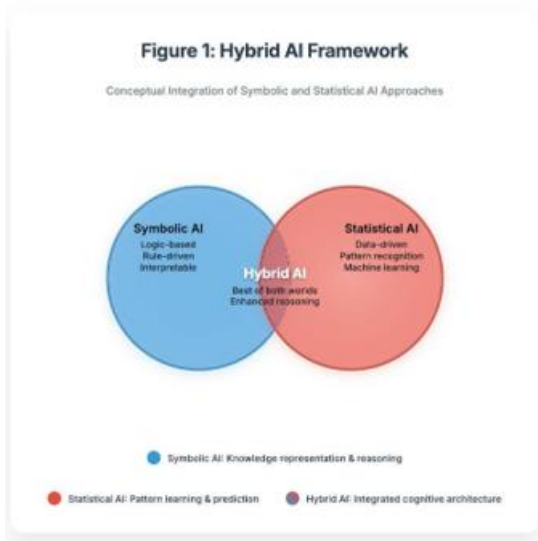 Figure 1: Hybrid AI Framework
Conceptual Integration of Symbolic and Statistical AI Approaches
Symbolic AI
Logic-based
Rule-driven
Interpretable
Statistical AI
Data-driven
Pattern recognition
Machine learning
Hybrid AI
Best of both worlds
Enhanced reasoning
Symbolic AI: Knowledge representation & reasoning
Statistical AI: Pattern learning & prediction
Hybrid AI: Integrated cognitive architecture